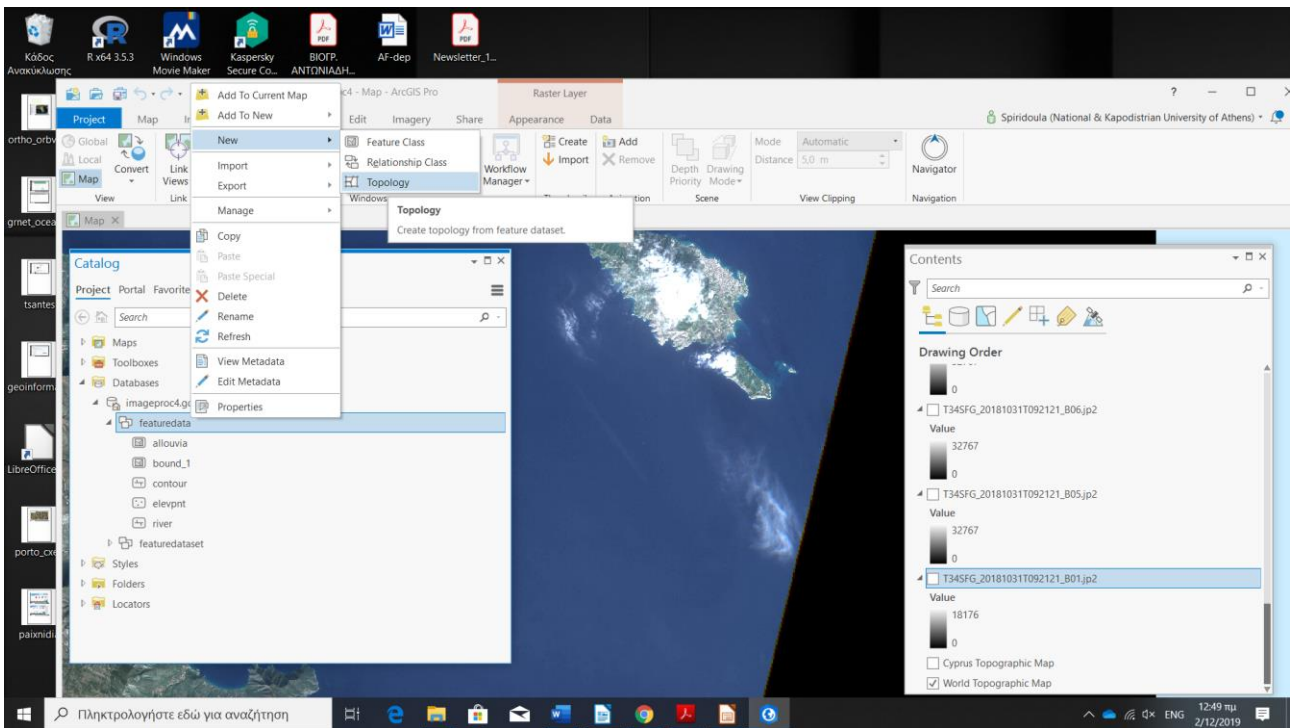 Κάδος
Ανακύκλωσης
R x64 3.5.3
Windows
Movie Maker
Kaspersky
Secure Co...
PDF
ΒΙΟΓΡ.
ΑΝΤΩΝΙΑΔΗ...
AF-dep
PDF
Newsletter_1...
ortho_orbv
grnet_ocea
tsantes
geoinform
LibreOffice
porto_cxe
paixnidi
- Map - ArcGIS Pro
Raster Layer
?
Project
Map
Edit
Imagery
Share
Appearance
Data
Spiridoula (National & Kapodistrian University of Athens)
Global
Local
Map
Convert
Link
Views
View
Link
Windows
Workflow
Manager
Create
Import
Add
Remove
Depth
Priority
Drawing
Mode
Scene
Mode
Automatic
Distance
5,0 m
View Clipping
Navigator
Navigation
Map
Add To Current Map
Add To New
New
Import
Export
Manage
Copy
Paste
Paste Special
Delete
Rename
Refresh
View Metadata
Edit Metadata
Properties
Feature Class
Relationship Class
Topology
Topology
Create topology from feature dataset.
Catalog
Project
Portal
Favorite
Search
Maps
Toolboxes
Databases
imageproc4.gd
featuredata
allouvia
bound_1
contour
elevpnt
river
featuredataset
Styles
Folders
Locators
Contents
Search
Drawing Order
0
T34SFG_20181031T092121_B06.jp2
Value
32767
0
T34SFG_20181031T092121_B05.jp2
Value
32767
0
T34SFG_20181031T092121_B01.jp2
Value
18176
0
Cyprus Topographic Map
World Topographic Map
Πληκτρολογήστε εδώ για αναζήτηση
ENG
12:49 πμ
2/12/2019